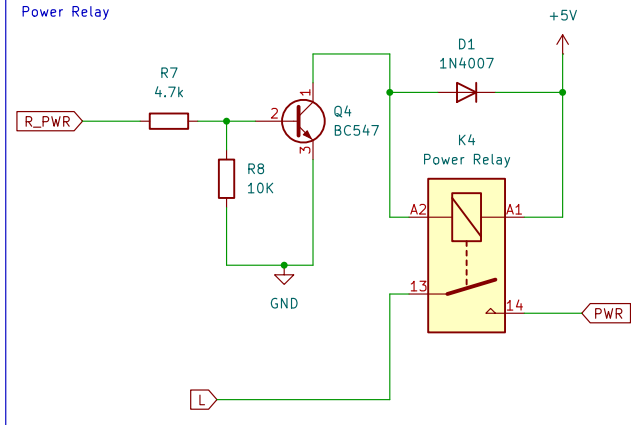 Power Relay
+5V
D1
1N4007
R7
4.7k
1
Q4
BC547
2
3
R_PWR
K4
Power Relay
R8
10K
A2
A1
13
14
PWR
GND
L